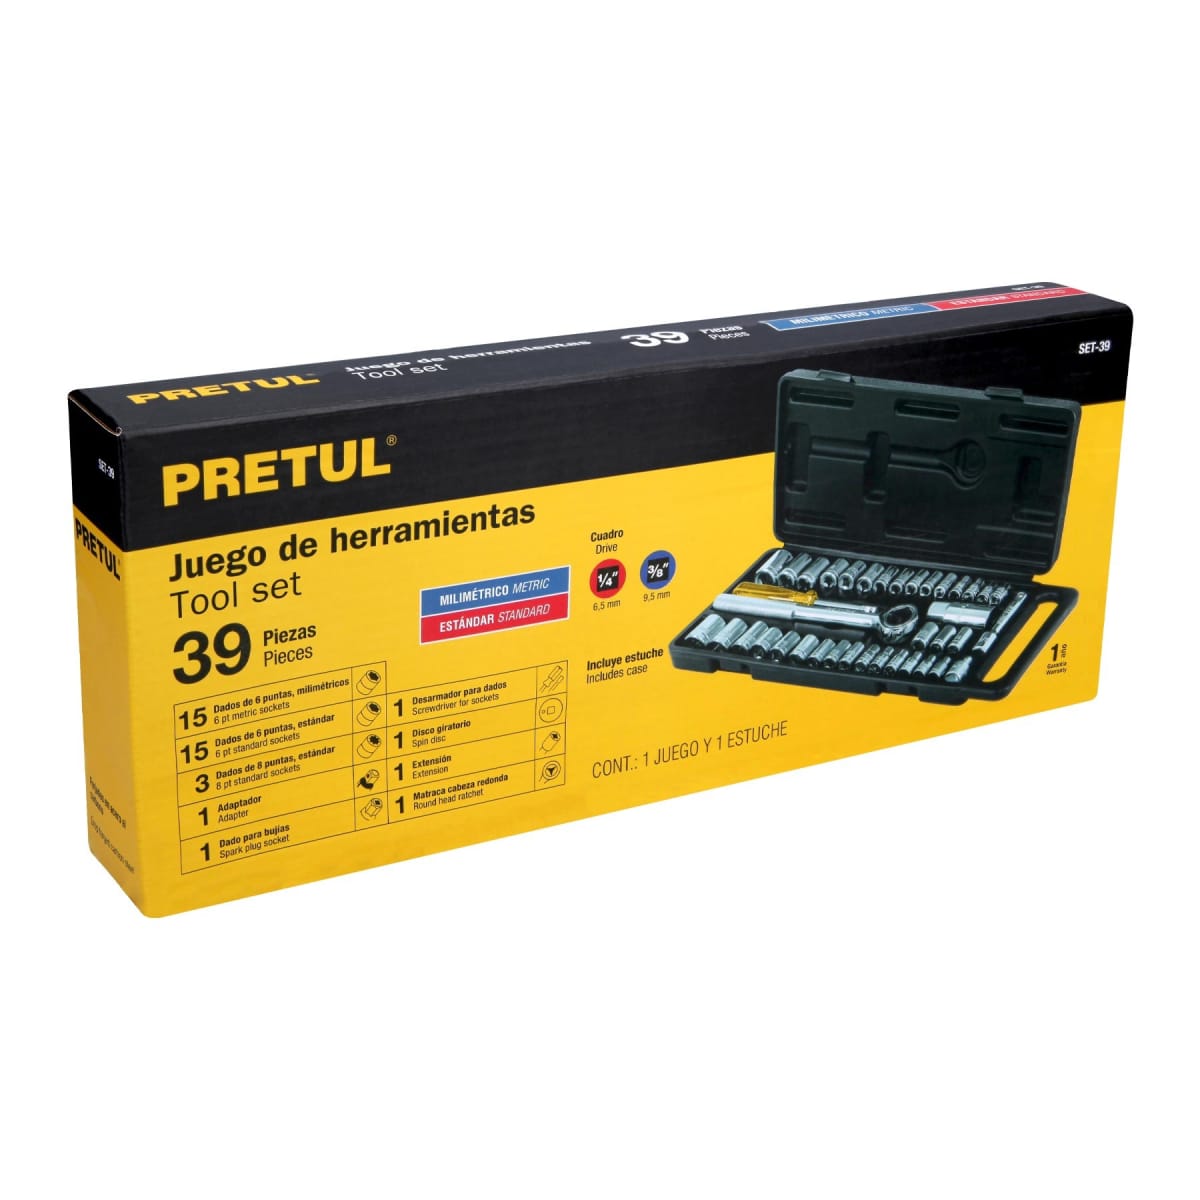 PRETUL
Juego de herramientas
Tool set
39 Piezas
Pieces
MILIMÉTRICO METRIC
ESTÁNDAR STANDARD
SET-39
SET-39
SET-39
PRETUL
PRETUL®
Juego de herramientas
Tool set
39 Piezas
Pieces
MILIMÉTRICO METRIC
ESTÁNDAR STANDARD
Cuadro
Drive
1/4" 3/8"
6,5 mm 9,5 mm
Incluye estuche
Includes case
1 año
Garantía
Warranty
15 Dados de 6 puntas, milimétricos
6 pt metric sockets
15 Dados de 6 puntas, estándar
6 pt standard sockets
3 Dados de 8 puntas, estándar
8 pt standard sockets
1 Adaptador
Adapter
1 Dado para bujías
Spark plug socket
1 Desarmador para dados
Screwdriver for sockets
1 Disco giratorio
Spin disc
1 Extensión
Extension
1 Matraca cabeza redonda
Round head ratchet
CONT.: 1 JUEGO Y 1 ESTUCHE